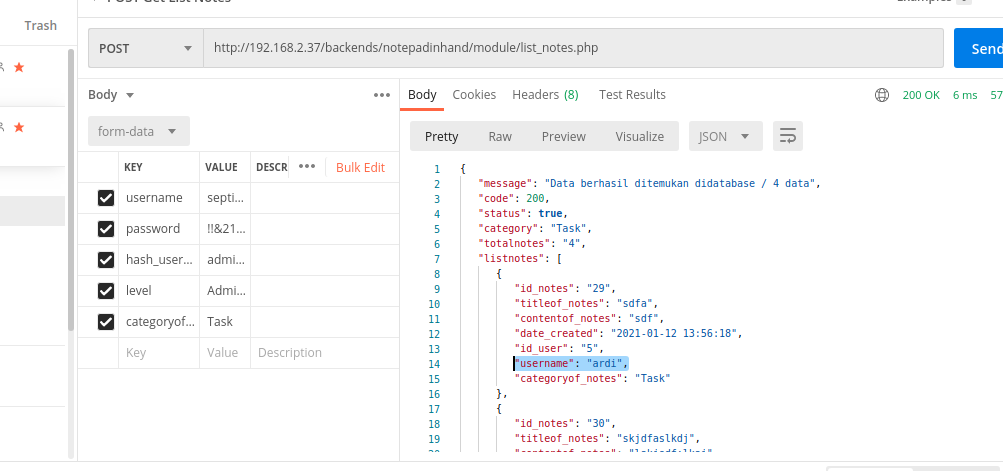 POST Get List Notes
Trash
POST
http://192.168.2.37/backends/notepadinhand/module/list_notes.php
Send
Body
form-data
KEY VALUE DESCR Bulk Edit
username septi...
password !!&21...
hash_user... admi...
level Admi...
categoryof... Task
Key Value Description
Body Cookies Headers (8) Test Results 200 OK 6 ms 57
Pretty Raw Preview Visualize JSON
1 {
2 "message": "Data berhasil ditemukan didatabase / 4 data",
3 "code": 200,
4 "status": true,
5 "category": "Task",
6 "totalnotes": "4",
7 "listnotes": [
8 {
9 "id_notes": "29",
10 "titleof_notes": "sdfa",
11 "contentof_notes": "sdf",
12 "date_created": "2021-01-12 13:56:18",
13 "id_user": "5",
14 "username": "ardi",
15 "categoryof_notes": "Task"
16 },
17 {
18 "id_notes": "30",
19 "titleof_notes": "skjdfaslkdj",